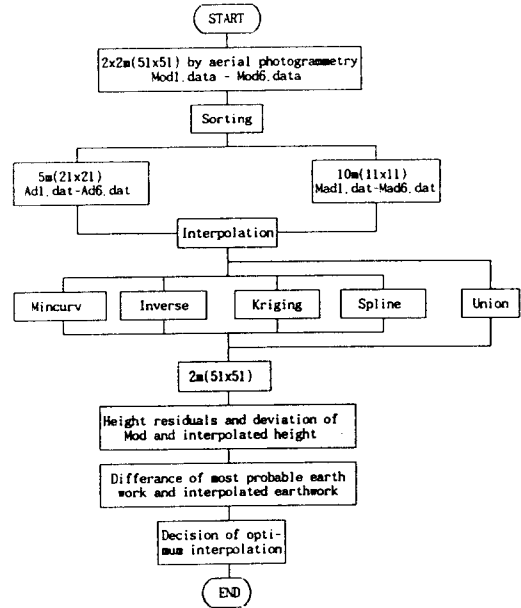 START
2x2m(51x51) by aerial photogrammetry
Mod1.data - Mod6.data
Sorting
5m(21x21)
Ad1.dat-Ad6.dat
10m(11x11)
Mad1.dat-Mad6.dat
Interpolation
Mincurv
Inverse
Kriging
Spline
Union
2m(51x51)
Height residuals and deviation of
Mod and interpolated height
Differance of most probable earth
work and interpolated earthwork
Decision of opti-
mum interpolation
END